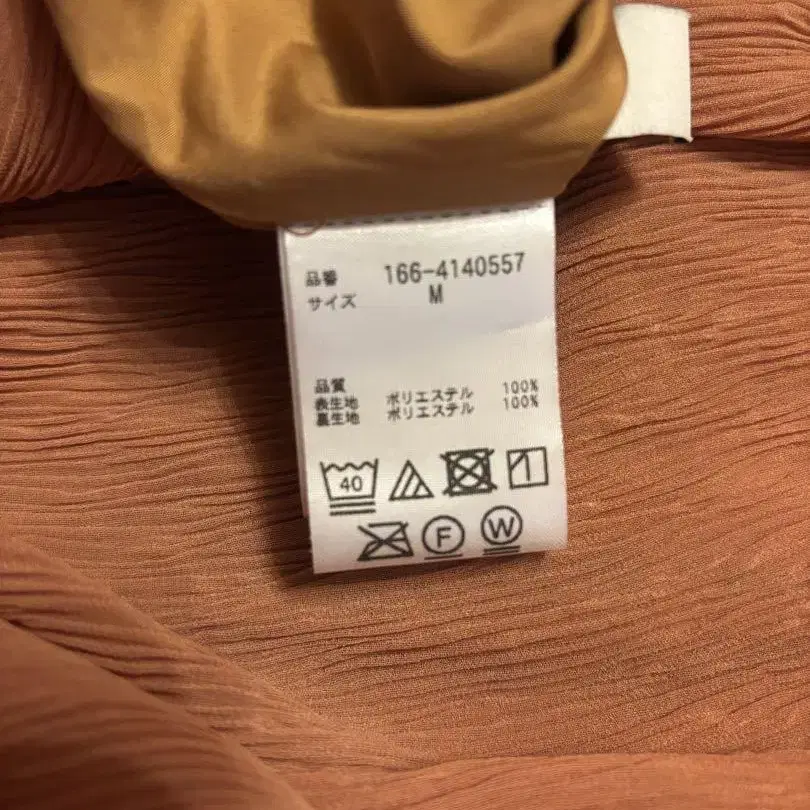 品番 166-4140557
サイズ M
品質
表生地 ポリエステル 100%
裏生地 ポリエステル 100%
40
F W